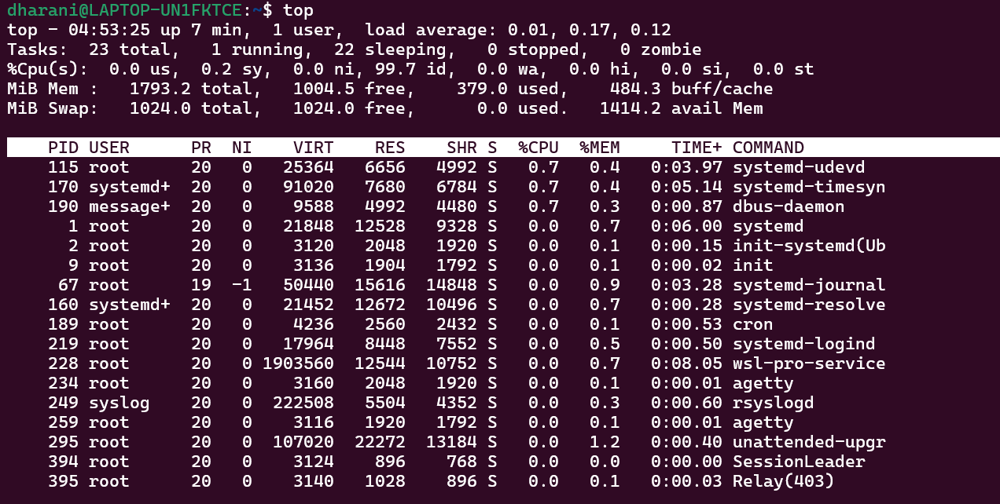 dharani@LAPTOP-UN1FKTCE:~$ top
top - 04:53:25 up 7 min,  1 user,  load average: 0.01, 0.17, 0.12
Tasks:  23 total,   1 running,  22 sleeping,   0 stopped,   0 zombie
%Cpu(s):  0.0 us,  0.2 sy,  0.0 ni, 99.7 id,  0.0 wa,  0.0 hi,  0.0 si,  0.0 st
MiB Mem :   1793.2 total,   1004.5 free,    379.0 used,    484.3 buff/cache
MiB Swap:   1024.0 total,   1024.0 free,      0.0 used.   1414.2 avail Mem
    PID USER      PR  NI    VIRT    RES    SHR S  %CPU  %MEM     TIME+ COMMAND
    115 root      20   0   25364   6656   4992 S   0.7   0.4   0:03.97 systemd-udevd
    170 systemd+  20   0   91020   7680   6784 S   0.7   0.4   0:05.14 systemd-timesyn
    190 message+  20   0    9588   4992   4480 S   0.7   0.3   0:00.87 dbus-daemon
      1 root      20   0   21848  12528   9328 S   0.0   0.7   0:06.00 systemd
      2 root      20   0    3120   2048   1920 S   0.0   0.1   0:00.15 init-systemd(Ub
      9 root      20   0    3136   1904   1792 S   0.0   0.1   0:00.02 init
     67 root      19  -1   50440  15616  14848 S   0.0   0.9   0:03.28 systemd-journal
    160 systemd+  20   0   21452  12672  10496 S   0.0   0.7   0:00.28 systemd-resolve
    189 root      20   0    4236   2560   2432 S   0.0   0.1   0:00.53 cron
    219 root      20   0   17964   8448   7552 S   0.0   0.5   0:00.50 systemd-logind
    228 root      20   0 1903560  12544  10752 S   0.0   0.7   0:08.05 wsl-pro-service
    234 root      20   0    3160   2048   1920 S   0.0   0.1   0:00.01 agetty
    249 syslog    20   0  222508   5504   4352 S   0.0   0.3   0:00.60 rsyslogd
    259 root      20   0    3116   1920   1792 S   0.0   0.1   0:00.01 agetty
    295 root      20   0  107020  22272  13184 S   0.0   1.2   0:00.40 unattended-upgr
    394 root      20   0    3124    896    768 S   0.0   0.0   0:00.00 SessionLeader
    395 root      20   0    3140   1028    896 S   0.0   0.1   0:00.03 Relay(403)